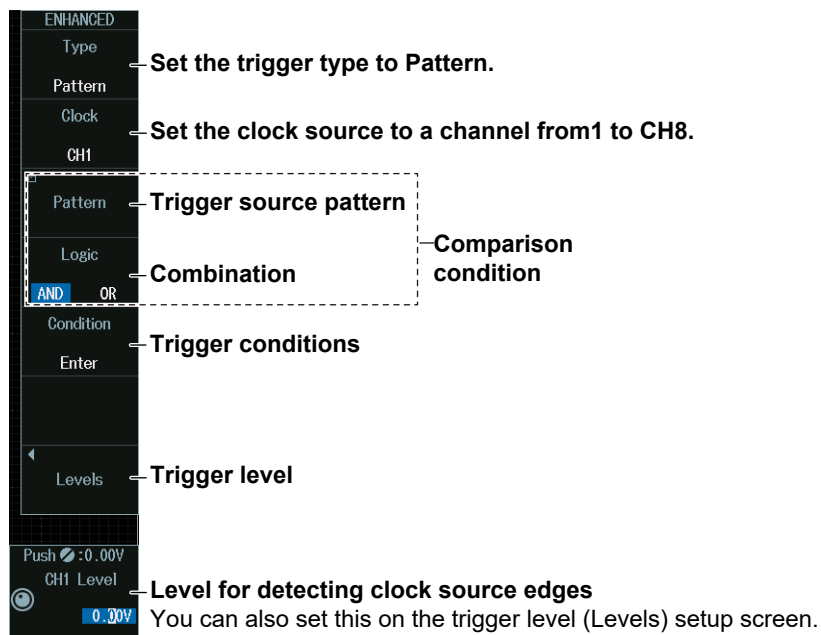 ENHANCED
Type
Pattern
Set the trigger type to Pattern.
Clock
CH1
Set the clock source to a channel from1 to CH8.
Pattern
Trigger source pattern
Logic
AND OR
Combination
Comparison
condition
Condition
Enter
Trigger conditions
Levels
Trigger level
Push :0.00V
CH1 Level
0.00V
Level for detecting clock source edges
You can also set this on the trigger level (Levels) setup screen.